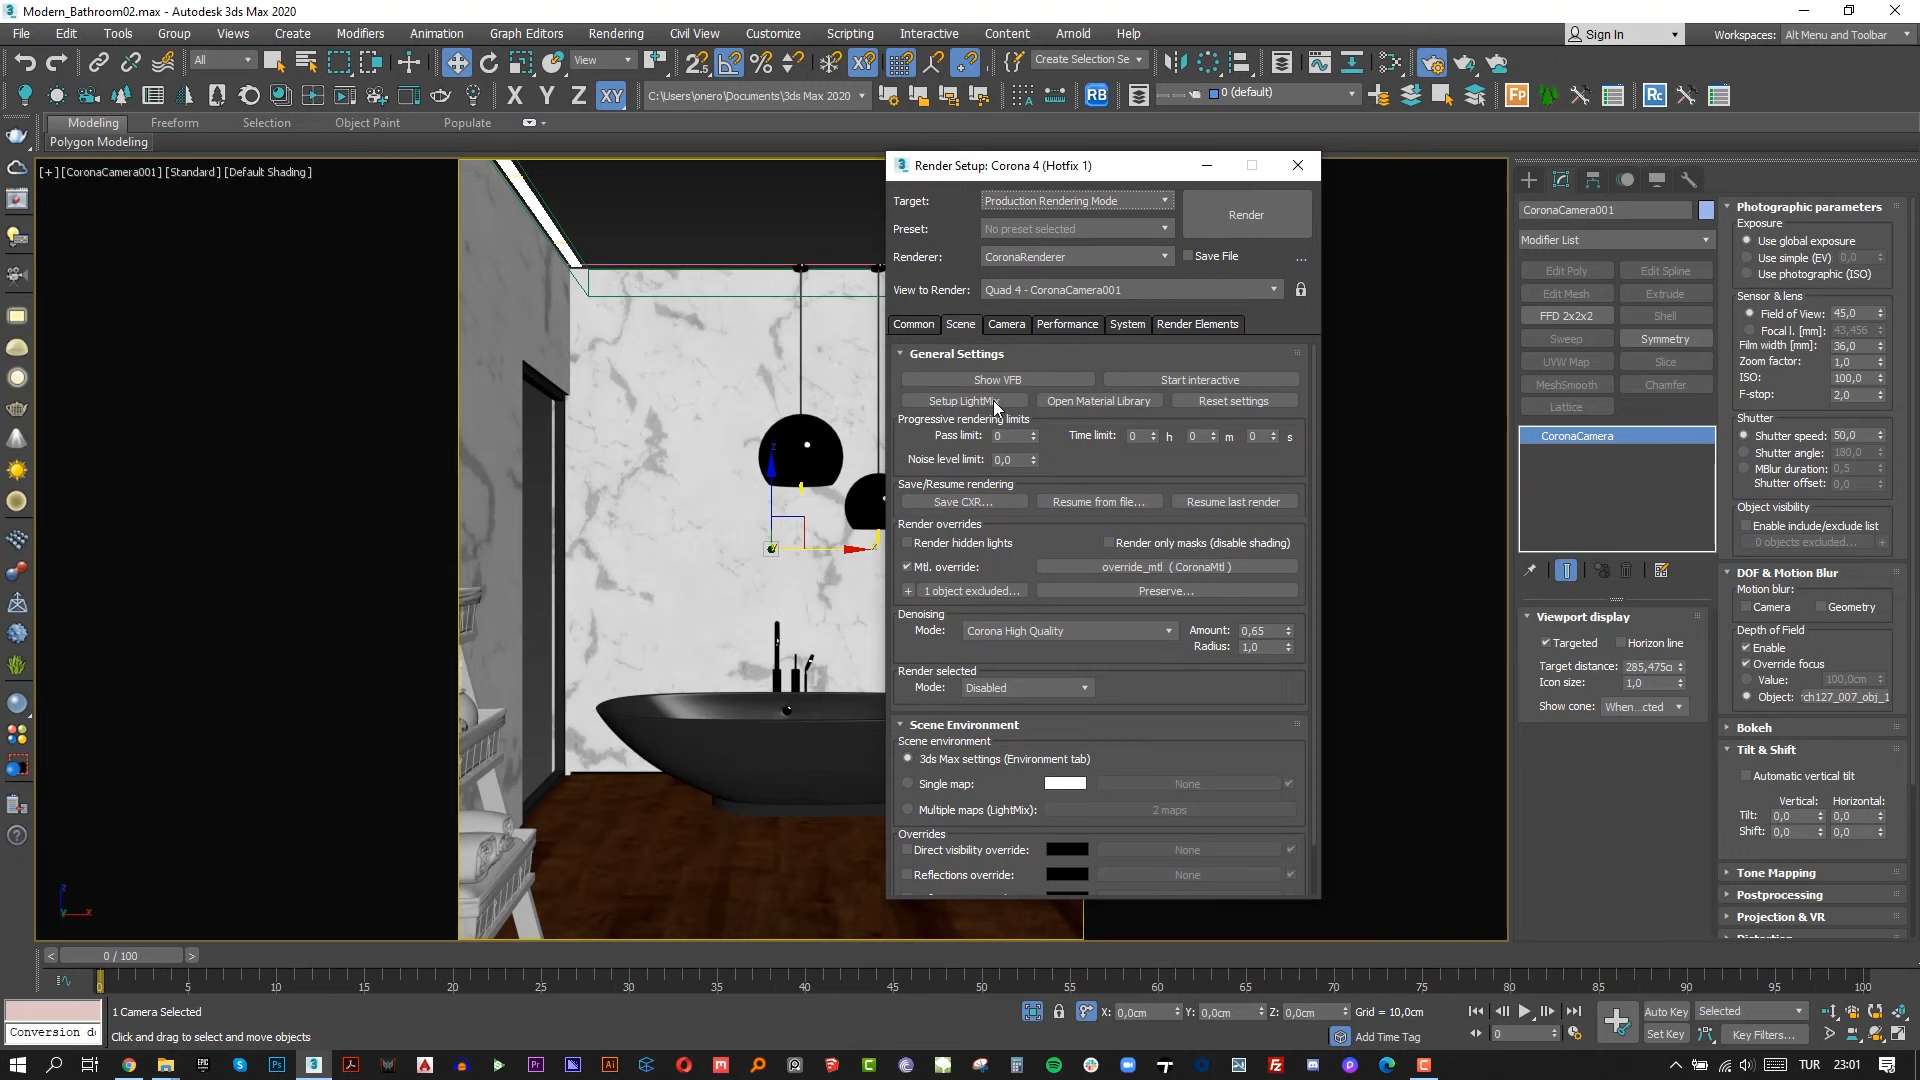 Modern_Bathroom02.max - Autodesk 3ds Max 2020
File Edit Tools Group Views Create Modifiers Animation Graph Editors Rendering Civil View Customize Scripting Interactive Content Arnold Help
Sign In
Workspaces: Alt Menu and Toolbar
All
View
Create Selection Se
X Y Z XY
C:\Users\onero\Documents\3ds Max 2020
RB
0 (default)
Fp
Rc
Modeling Freeform Selection Object Paint Populate
Polygon Modeling
[+] [CoronaCamera001] [Standard] [Default Shading]
Render Setup: Corona 4 (Hotfix 1)
Target: Production Rendering Mode
Render
Preset: No preset selected
Renderer: CoronaRenderer
Save File
...
View to Render: Quad 4 - CoronaCamera001
Common Scene Camera Performance System Render Elements
General Settings
Show VFB Start interactive
Setup LightMix Open Material Library Reset settings
Progressive rendering limits
Pass limit: 0 Time limit: 0 h 0 m 0 s
Noise level limit: 0,0
Save/Resume rendering
Save CXR... Resume from file... Resume last render
Render overrides
Render hidden lights Render only masks (disable shading)
Mtl. override: override_mtl ( CoronaMtl )
+ 1 object excluded... Preserve...
Denoising
Mode: Corona High Quality Amount: 0,65
Radius: 1,0
Render selected
Mode: Disabled
Scene Environment
Scene environment
3ds Max settings (Environment tab)
Single map: None
Multiple maps (LightMix): 2 maps
Overrides
Direct visibility override: None
Reflections override: None
CoronaCamera001
Modifier List
Edit Poly Edit Spline
Edit Mesh Extrude
FFD 2x2x2 Shell
Sweep Symmetry
UVW Map Slice
MeshSmooth Chamfer
Lattice
CoronaCamera
Viewport display
Targeted Horizon line
Target distance: 285,475c
Icon size: 1,0
Show cone: When...cted
Photographic parameters
Exposure
Use global exposure
Use simple (EV) 0,0
Use photographic (ISO)
Sensor & lens
Field of View: 45,0
Focal l. [mm]: 43,456
Film width [mm]: 36,0
Zoom factor: 1,0
ISO: 100,0
F-stop: 2,0
Shutter
Shutter speed: 50,0
Shutter angle: 180,0
MBlur duration: 0,5
Shutter offset: 0,0
Object visibility
Enable include/exclude list
0 objects excluded... +
DOF & Motion Blur
Motion blur:
Camera Geometry
Depth of Field
Enable
Override focus
Value: 100,0cm
Object: ch127_007_obj_1
Bokeh
Tilt & Shift
Automatic vertical tilt
Vertical: Horizontal:
Tilt: 0,0 0,0
Shift: 0,0 0,0
Tone Mapping
Postprocessing
Projection & VR
< 0 / 100 >
0 5 10 15 20 25 30 35 40 45 50 55 60 65 70 75 80 85 90 95 100
1 Camera Selected
X: 0,0cm Y: 0,0cm Z: 0,0cm Grid = 10,0cm
Auto Key Selected
Conversion d
Click and drag to select and move objects
Add Time Tag
0
Set Key Key Filters...
TUR 23:01